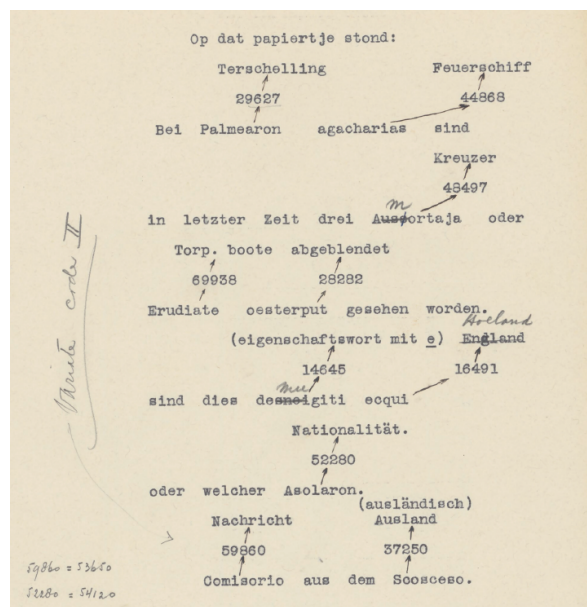 Op dat papiertje stond:
Terschelling Feuerschiff
29627 44868
Bei Palmearon agacharias sind
Kreuzer
48497
m
in letzter Zeit drei Ausportaja oder
Torp. boote abgeblendet
69938 28282
Erudiate oesterput gesehen worden.
Holland
(eigenschaftswort mit e) England
14645 16491
mu
sind dies desneigiti ecqui
Nationalität.
52280
oder welcher Asolaron.
(ausländisch)
Nachricht Ausland
59860 37250
Comisorio aus dem Scosceso.
Variété code II
59860 = 53650
52280 = 54120